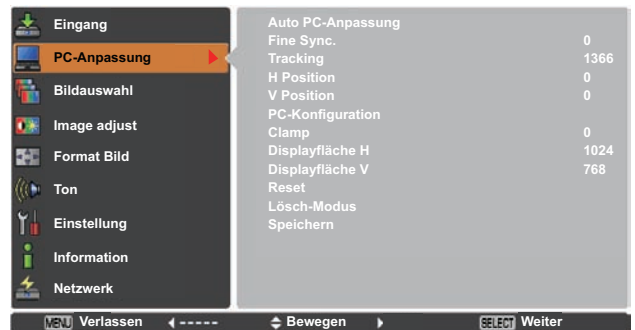 Eingang
PC-Anpassung
Bildauswahl
Image adjust
Format Bild
Ton
Einstellung
Information
Netzwerk
Auto PC-Anpassung
Fine Sync. 0
Tracking 1366
H Position 0
V Position 0
PC-Konfiguration
Clamp 0
Displayfläche H 1024
Displayfläche V 768
Reset
Lösch-Modus
Speichern
MENU Verlassen ----- Bewegen SELECT Weiter